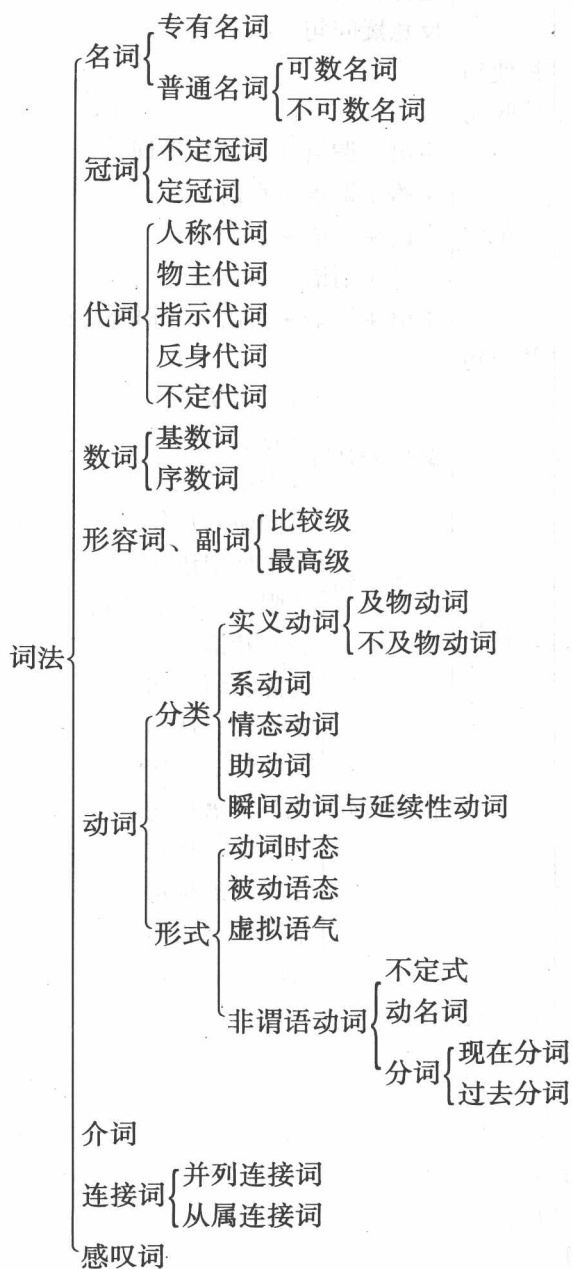 专有名词
名词
普通名词
可数名词
不可数名词
冠词
不定冠词
定冠词
人称代词
物主代词
代词
指示代词
反身代词
不定代词
数词
基数词
序数词
形容词、副词
比较级
最高级
词法
动词
分类
实义动词
及物动词
不及物动词
系动词
情态动词
助动词
瞬间动词与延续性动词
形式
动词时态
被动语态
虚拟语气
非谓语动词
不定式
动名词
分词
现在分词
过去分词
介词
连接词
并列连接词
从属连接词
感叹词